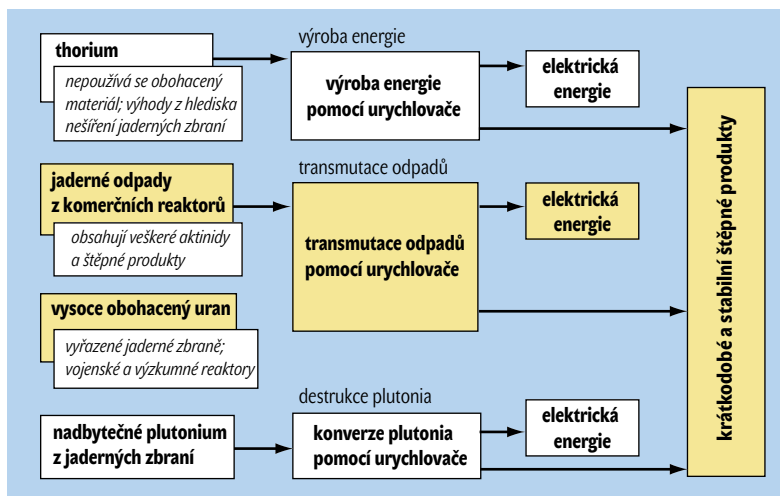 výroba energie
thorium
nepoužívá se obohacený
materiál; výhody z hlediska
nešíření jaderných zbraní
výroba energie
pomocí urychlovače
elektrická
energie
transmutace odpadů
jaderné odpady
z komerčních reaktorů
obsahují veškeré aktinidy
a štěpné produkty
transmutace odpadů
pomocí urychlovače
elektrická
energie
vysoce obohacený uran
vyřazené jaderné zbraně;
vojenské a výzkumné reaktory
destrukce plutonia
nadbytečné plutonium
z jaderných zbraní
konverze plutonia
pomocí urychlovače
elektrická
energie
krátkodobé a stabilní štěpné produkty